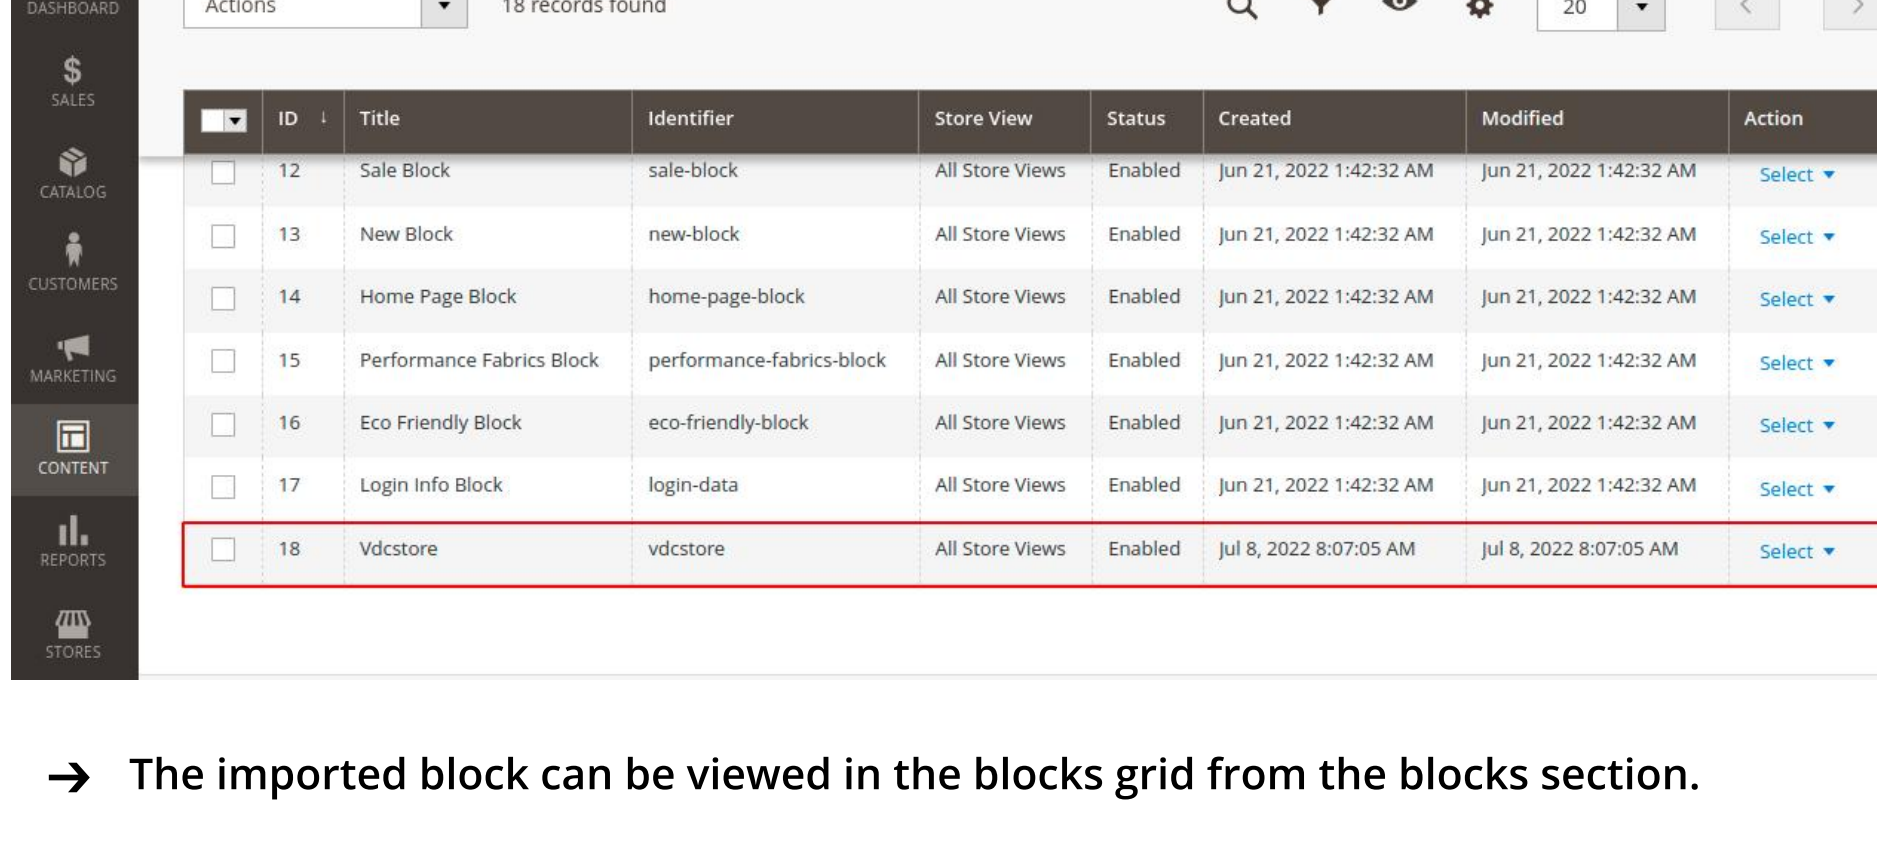 DASHBOARD
Actions 18 records found 20
SALES
ID ↓ Title Identifier Store View Status Created Modified Action
12 Sale Block sale-block All Store Views Enabled Jun 21, 2022 1:42:32 AM Jun 21, 2022 1:42:32 AM Select
CATALOG
13 New Block new-block All Store Views Enabled Jun 21, 2022 1:42:32 AM Jun 21, 2022 1:42:32 AM Select
CUSTOMERS
14 Home Page Block home-page-block All Store Views Enabled Jun 21, 2022 1:42:32 AM Jun 21, 2022 1:42:32 AM Select
15 Performance Fabrics Block performance-fabrics-block All Store Views Enabled Jun 21, 2022 1:42:32 AM Jun 21, 2022 1:42:32 AM Select
MARKETING
16 Eco Friendly Block eco-friendly-block All Store Views Enabled Jun 21, 2022 1:42:32 AM Jun 21, 2022 1:42:32 AM Select
CONTENT
17 Login Info Block login-data All Store Views Enabled Jun 21, 2022 1:42:32 AM Jun 21, 2022 1:42:32 AM Select
18 Vdcstore vdcstore All Store Views Enabled Jul 8, 2022 8:07:05 AM Jul 8, 2022 8:07:05 AM Select
REPORTS
STORES
→ The imported block can be viewed in the blocks grid from the blocks section.